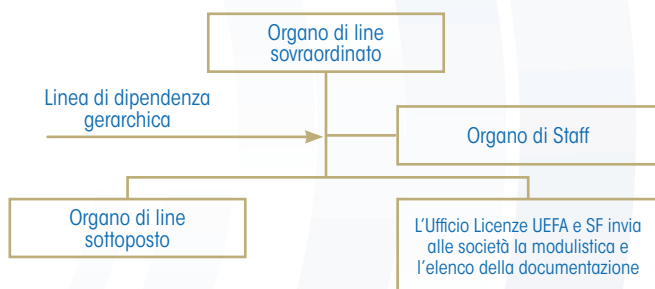 Organo di line
sovraordinato
Linea di dipendenza
gerarchica
Organo di Staff
Organo di line
sottoposto
L'Ufficio Licenze UEFA e SF invia
alle società la modulistica e
l'elenco della documentazione